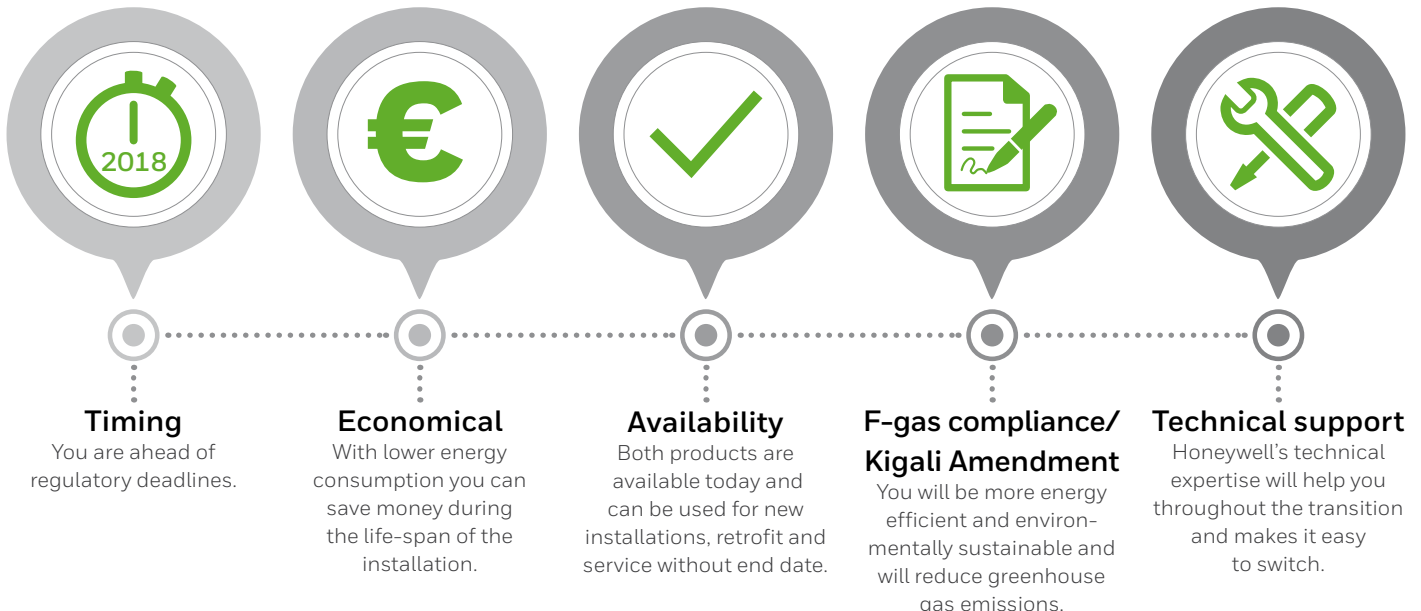 2018
Timing
You are ahead of
regulatory deadlines.
Economical
With lower energy
consumption you can
save money during
the life-span of the
installation.
Availability
Both products are
available today and
can be used for new
installations, retrofit and
service without end date.
F-gas compliance/
Kigali Amendment
You will be more energy
efficient and environ-
mentally sustainable and
will reduce greenhouse
gas emissions.
Technical support
Honeywell's technical
expertise will help you
throughout the transition
and makes it easy
to switch.